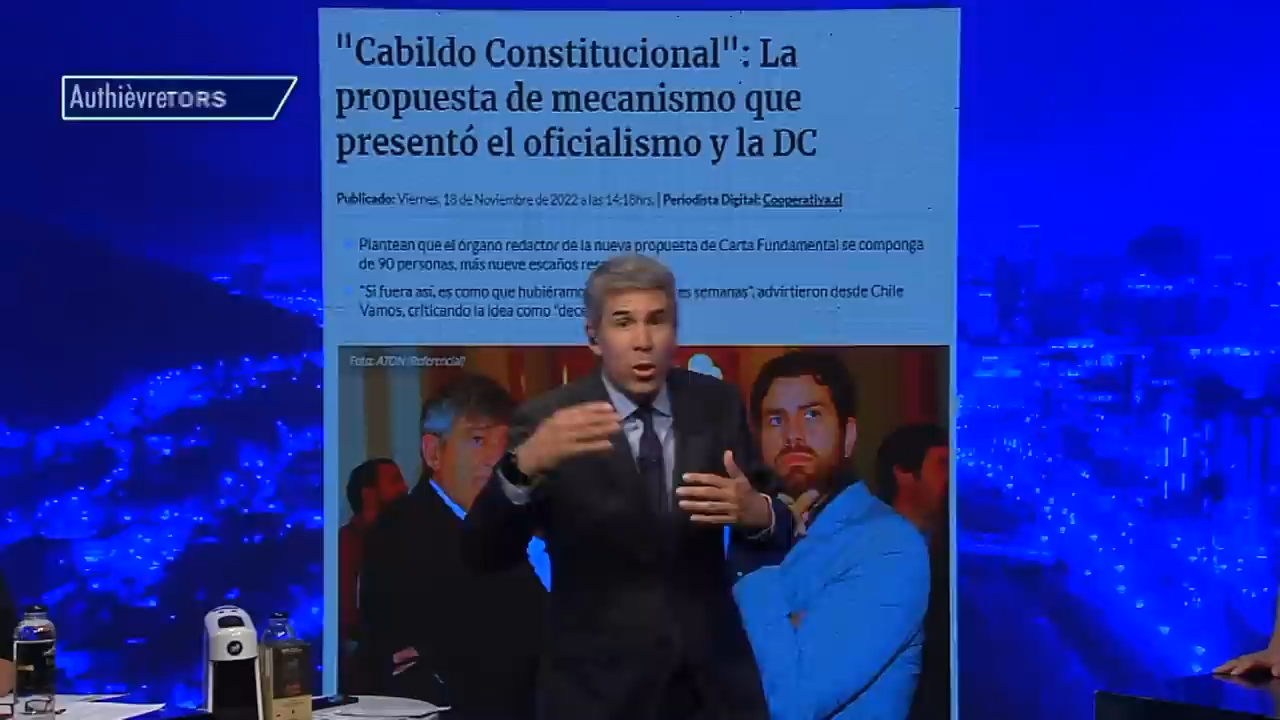 "Cabildo Constitucional": La
propuesta de mecanismo que
presentó el oficialismo y la DC
AuthièvreTORS
Publicado: Viernes, 18 de Noviembre de 2022 a las 14:18hrs. | Periodista Digital: Cooperativa.cl
Plantean que el órgano redactor de la nueva propuesta de Carta Fundamental se componga
de 90 personas, más nueve escaños
"Si fuera así, es como que semanas", advirtieron desde Chile
Vamos, criticando la idea como
Foto: ATON (Referencial)